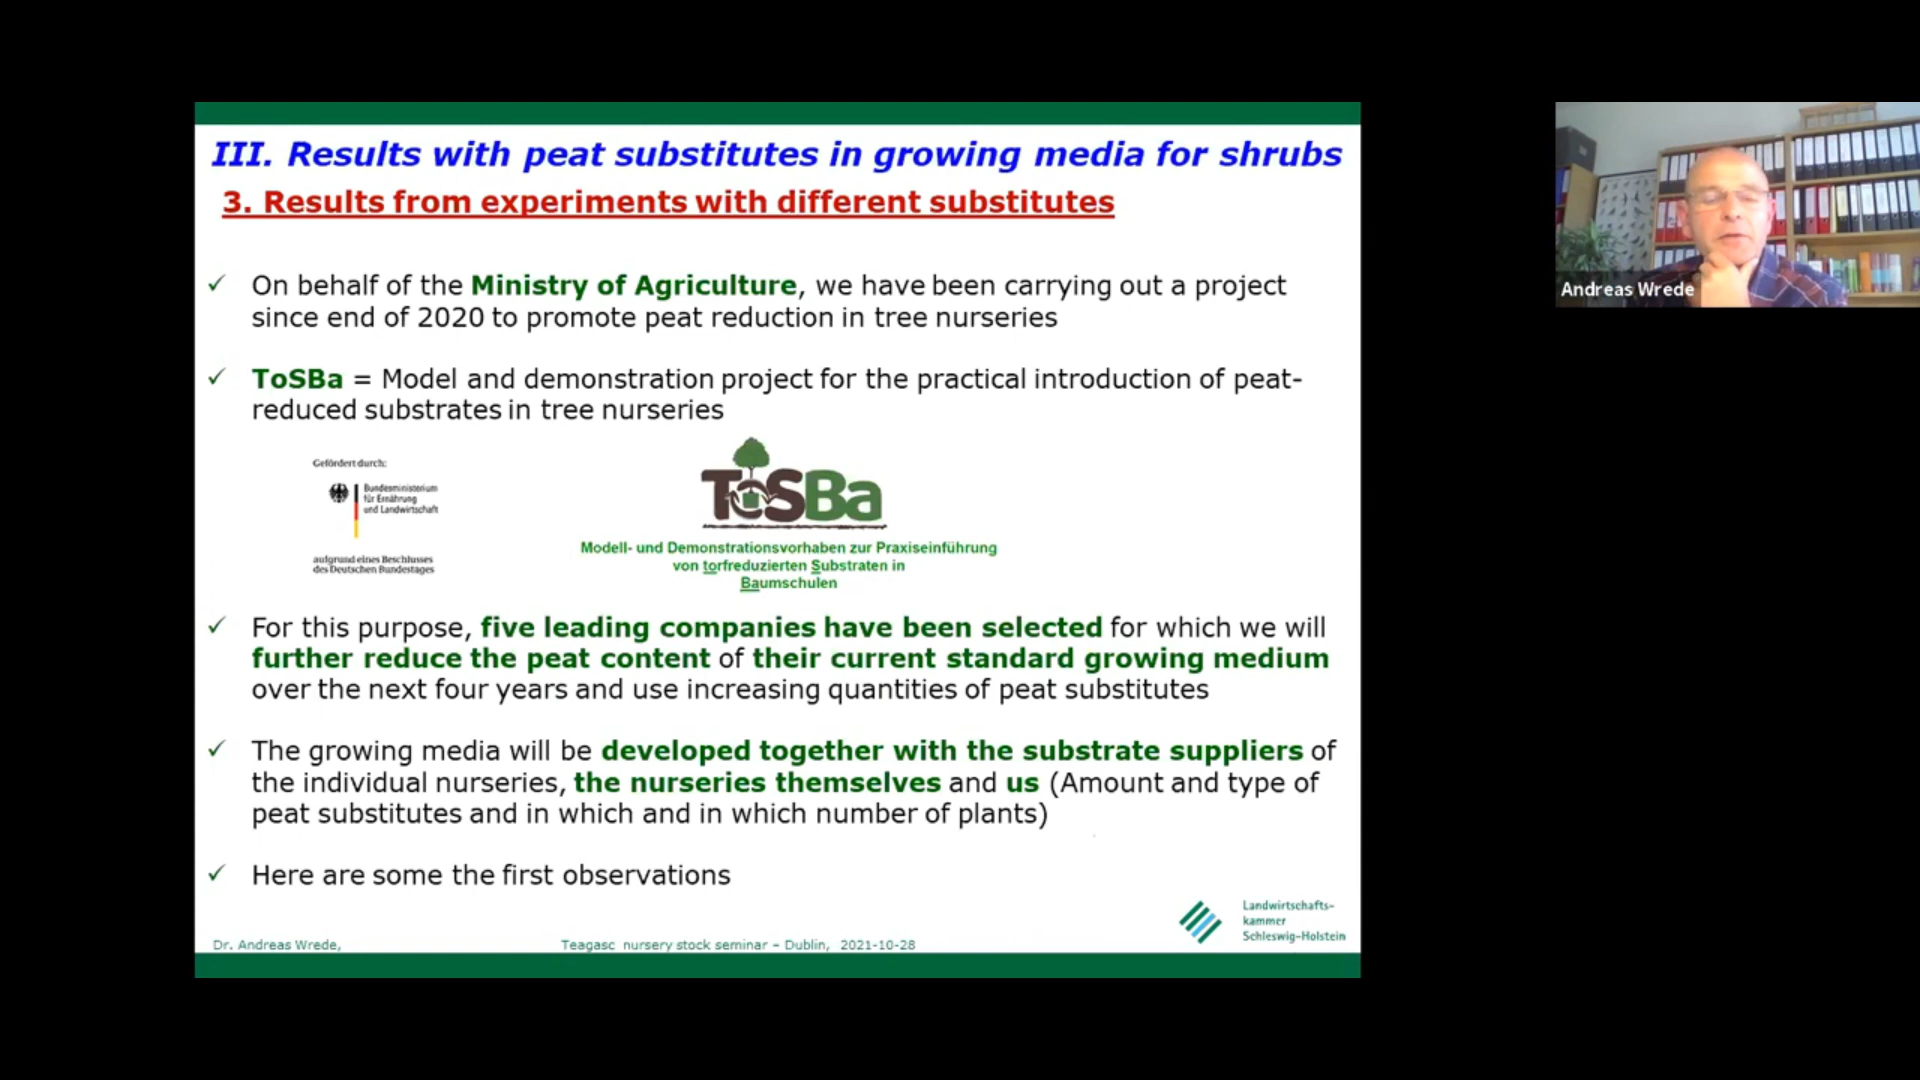 III. Results with peat substitutes in growing media for shrubs
3. Results from experiments with different substitutes
✓ On behalf of the Ministry of Agriculture, we have been carrying out a project
since end of 2020 to promote peat reduction in tree nurseries
✓ ToSBa = Model and demonstration project for the practical introduction of peat-
reduced substrates in tree nurseries
Gefördert durch:
Bundesministerium
für Ernährung
und Landwirtschaft
aufgrund eines Beschlusses
des Deutschen Bundestages
ToSBa
Modell- und Demonstrationsvorhaben zur Praxiseinführung
von torfreduzierten Substraten in
Baumschulen
✓ For this purpose, five leading companies have been selected for which we will
further reduce the peat content of their current standard growing medium
over the next four years and use increasing quantities of peat substitutes
✓ The growing media will be developed together with the substrate suppliers of
the individual nurseries, the nurseries themselves and us (Amount and type of
peat substitutes and in which and in which number of plants)
✓ Here are some the first observations
Landwirtschafts-
kammer
Schleswig-Holstein
Dr. Andreas Wrede,
Teagasc nursery stock seminar – Dublin, 2021-10-28
Andreas Wrede